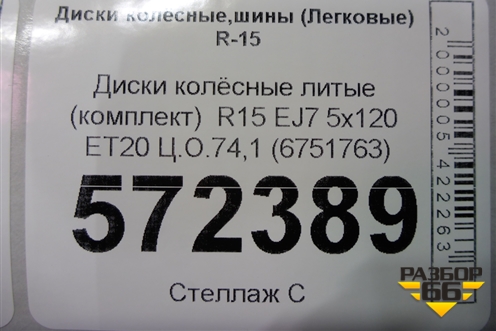 Диски колесные,шины (Легковые)
R-15
Диски колёсные литые
(комплект) R15 EJ7 5x120
ET20 Ц.О.74,1 (6751763)
572389
Стеллаж С
2000005422263
РАЗБОР
66